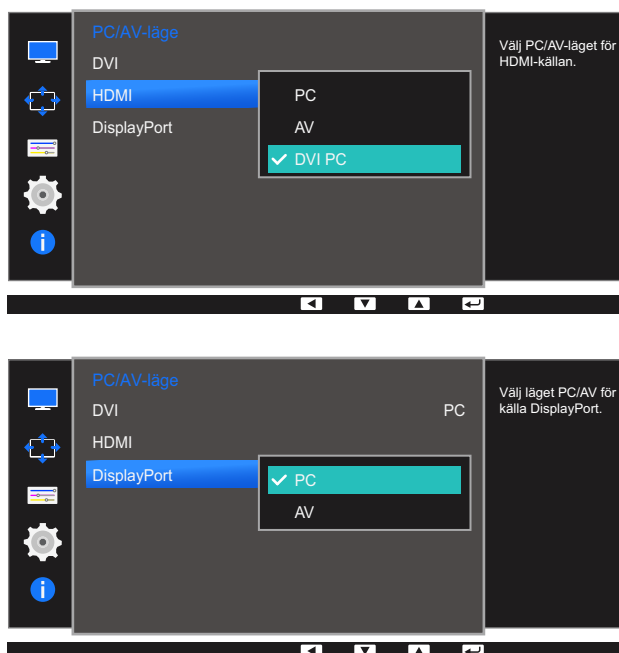 PC/AV-läge
DVI
HDMI
DisplayPort
PC
AV
DVI PC
Välj PC/AV-läget för
HDMI-källan.
PC/AV-läge
DVI PC
HDMI
DisplayPort
PC
AV
Välj läget PC/AV för
källa DisplayPort.